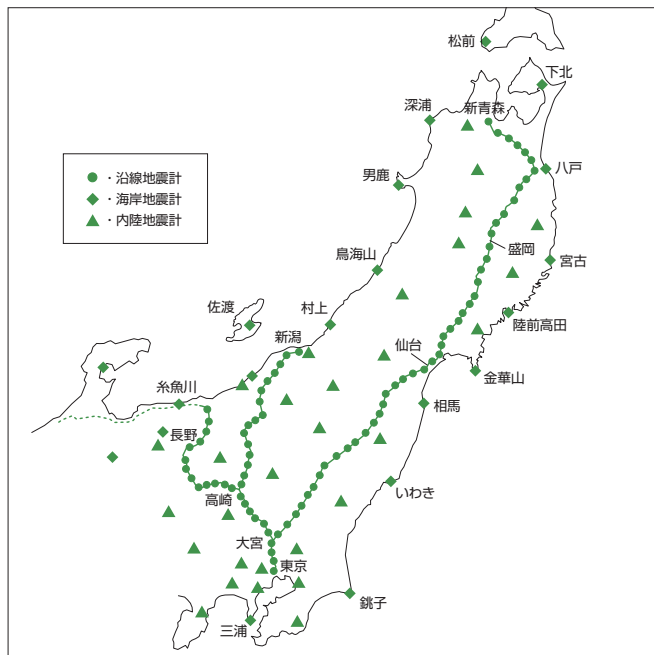 松前
下北
深浦
新青森
八戸
男鹿
・沿線地震計
・海岸地震計
・内陸地震計
盛岡
宮古
鳥海山
佐渡
村上
陸前高田
新潟
仙台
金華山
糸魚川
相馬
長野
いわき
高崎
大宮
東京
銚子
三浦